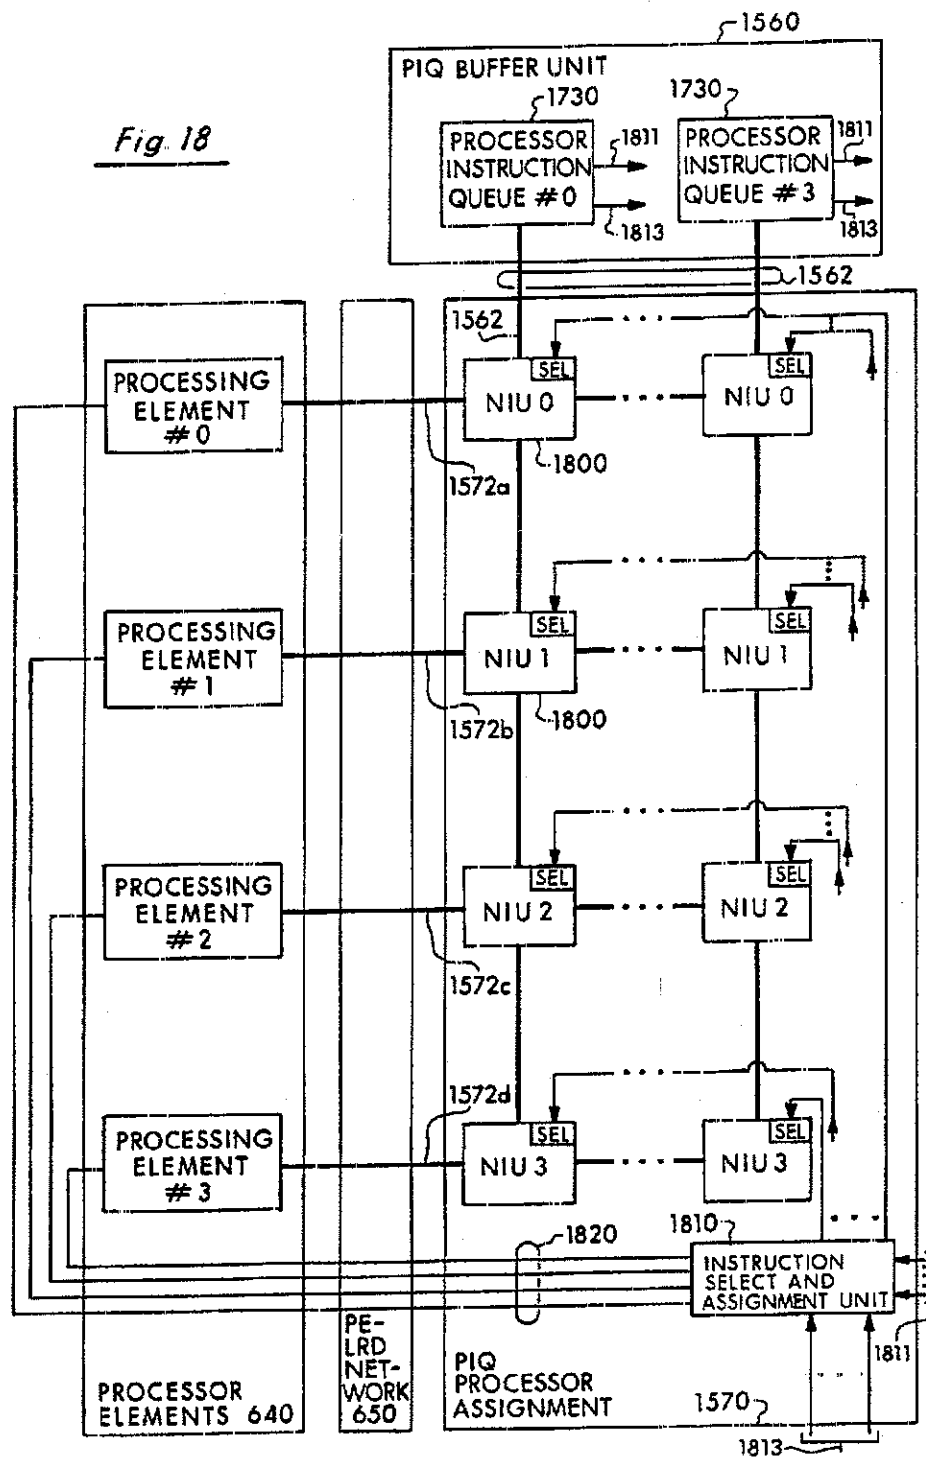 1560
PIQ BUFFER UNIT
1730
1730
Fig. 18
PROCESSOR
INSTRUCTION
QUEUE #0
1811
1813
PROCESSOR
INSTRUCTION
QUEUE #3
1811
1813
1562
1562
PROCESSING
ELEMENT
#0
SEL
NIU 0
SEL
NIU 0
1572a
1800
PROCESSING
ELEMENT
#1
SEL
NIU 1
SEL
NIU 1
1572b
1800
PROCESSING
ELEMENT
#2
SEL
NIU 2
SEL
NIU 2
1572c
1572d
PROCESSING
ELEMENT
#3
SEL
NIU 3
SEL
NIU 3
1820
1810
INSTRUCTION
SELECT AND
ASSIGNMENT UNIT
1811
PROCESSOR
ELEMENTS 640
PE-
LRD
NET-
WORK
650
PIQ
PROCESSOR
ASSIGNMENT
1570
1813